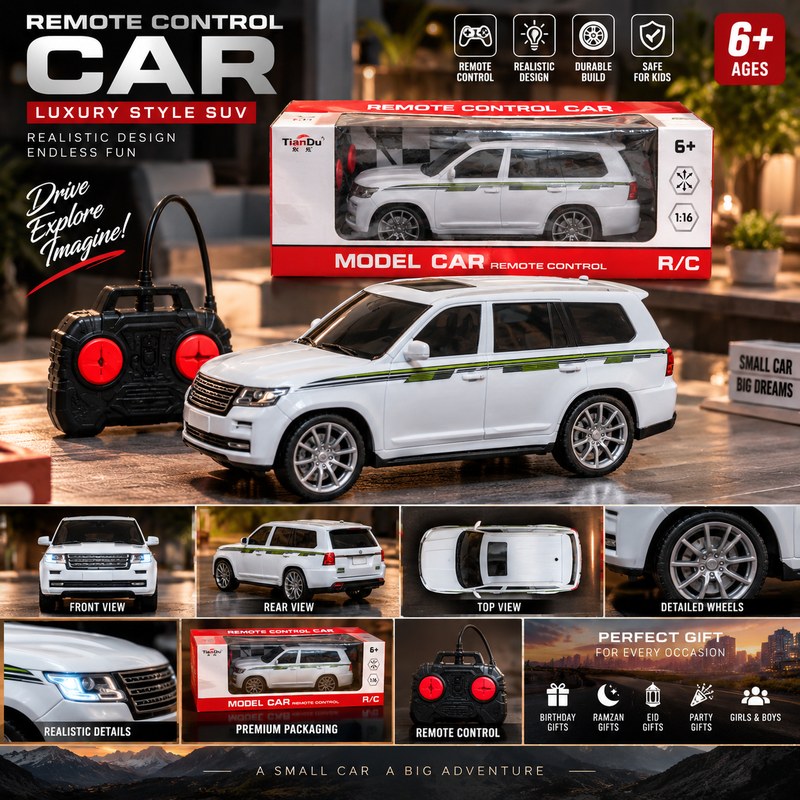 REMOTE CONTROL
CAR
LUXURY STYLE SUV
REALISTIC DESIGN
ENDLESS FUN
Drive
Explore
Imagine!
REMOTE
CONTROL
REALISTIC
DESIGN
DURABLE
BUILD
SAFE
FOR KIDS
6+
AGES
REMOTE CONTROL CAR
TianDu
6+
1:16
MODEL CAR REMOTE CONTROL
R/C
SMALL CAR
BIG DREAMS
FRONT VIEW
REAR VIEW
TOP VIEW
DETAILED WHEELS
REALISTIC DETAILS
REMOTE CONTROL CAR
TianDu
6+
1:16
MODEL CAR REMOTE CONTROL
R/C
PREMIUM PACKAGING
REMOTE CONTROL
PERFECT GIFT
FOR EVERY OCCASION
BIRTHDAY
GIFTS
RAMZAN
GIFTS
EID
GIFTS
PARTY
GIFTS
GIRLS & BOYS
A SMALL CAR A BIG ADVENTURE